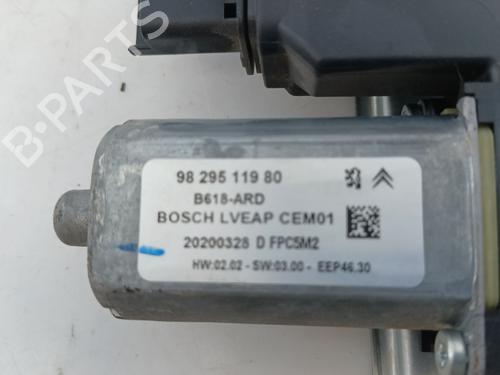 B-PARTS
98 295 119 80
B618-ARD
BOSCH LVEAP CEM01
20200328 D FPC5M2
HW:02.02 - SW:03.00 - EEP46.30